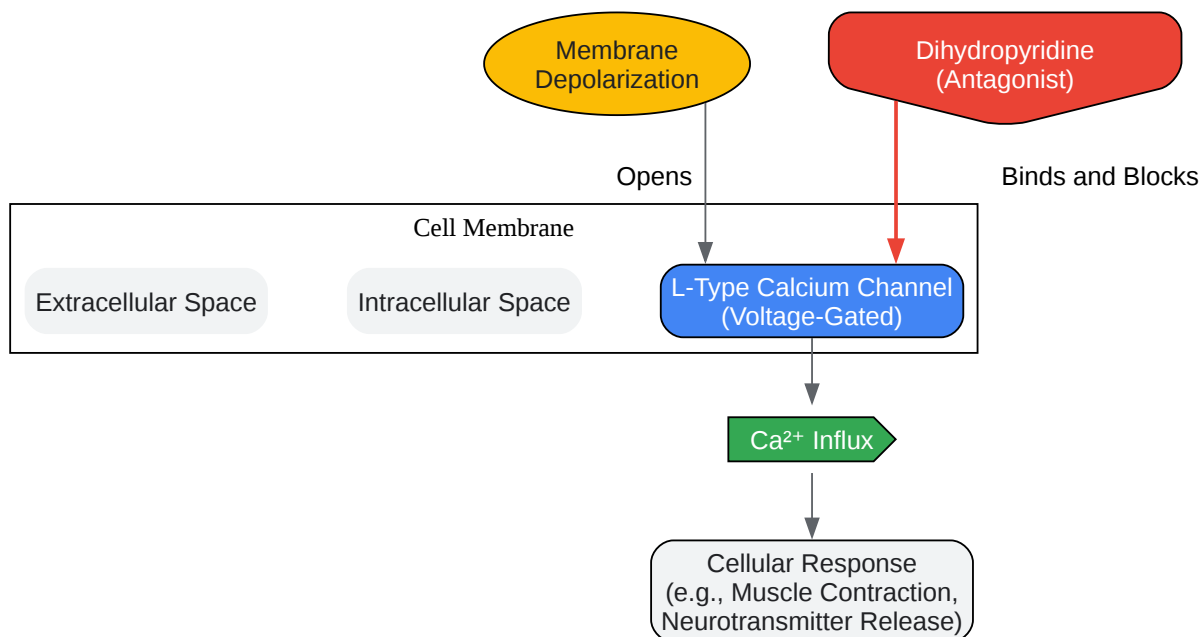 Membrane
Depolarization
Dihydropyridine
(Antagonist)
Opens
Binds and Blocks
Cell Membrane
Extracellular Space
Intracellular Space
L-Type Calcium Channel
(Voltage-Gated)
Ca²⁺ Influx
Cellular Response
(e.g., Muscle Contraction,
Neurotransmitter Release)